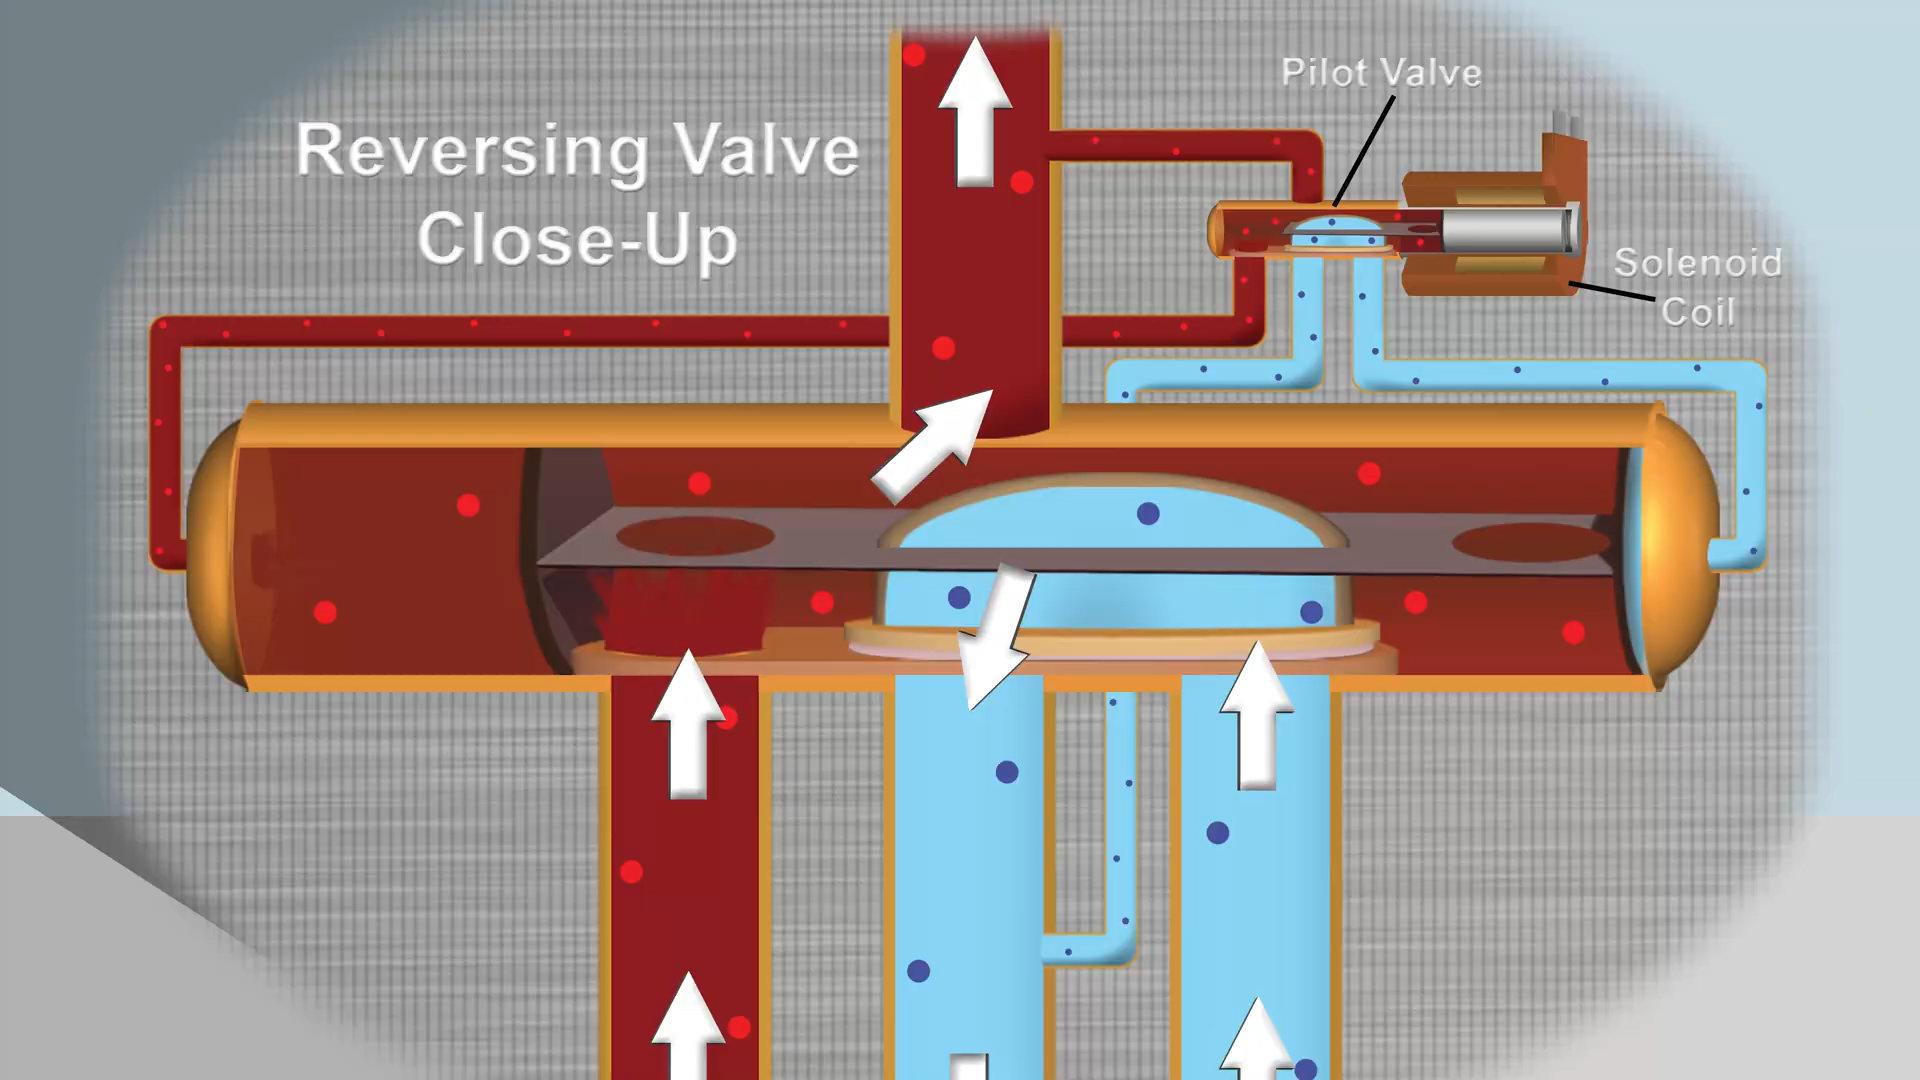 Reversing Valve
Close-Up
Pilot Valve
Solenoid
Coil